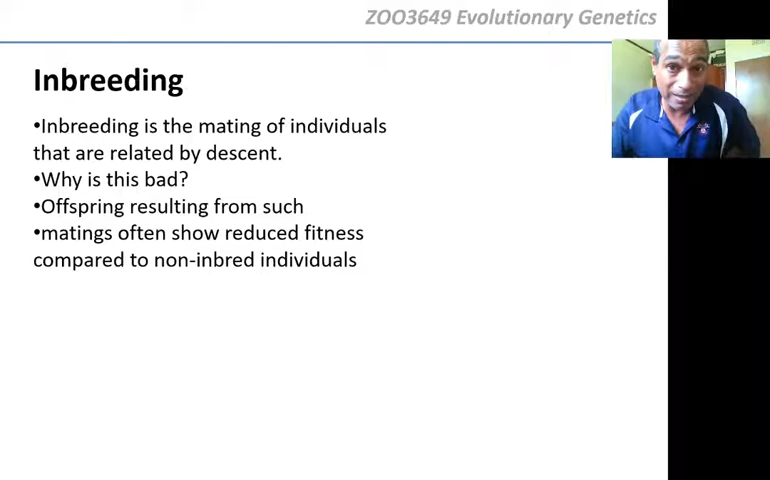 ZOO3649 Evolutionary Genetics
Inbreeding
•Inbreeding is the mating of individuals
that are related by descent.
•Why is this bad?
•Offspring resulting from such
•matings often show reduced fitness
compared to non-inbred individuals